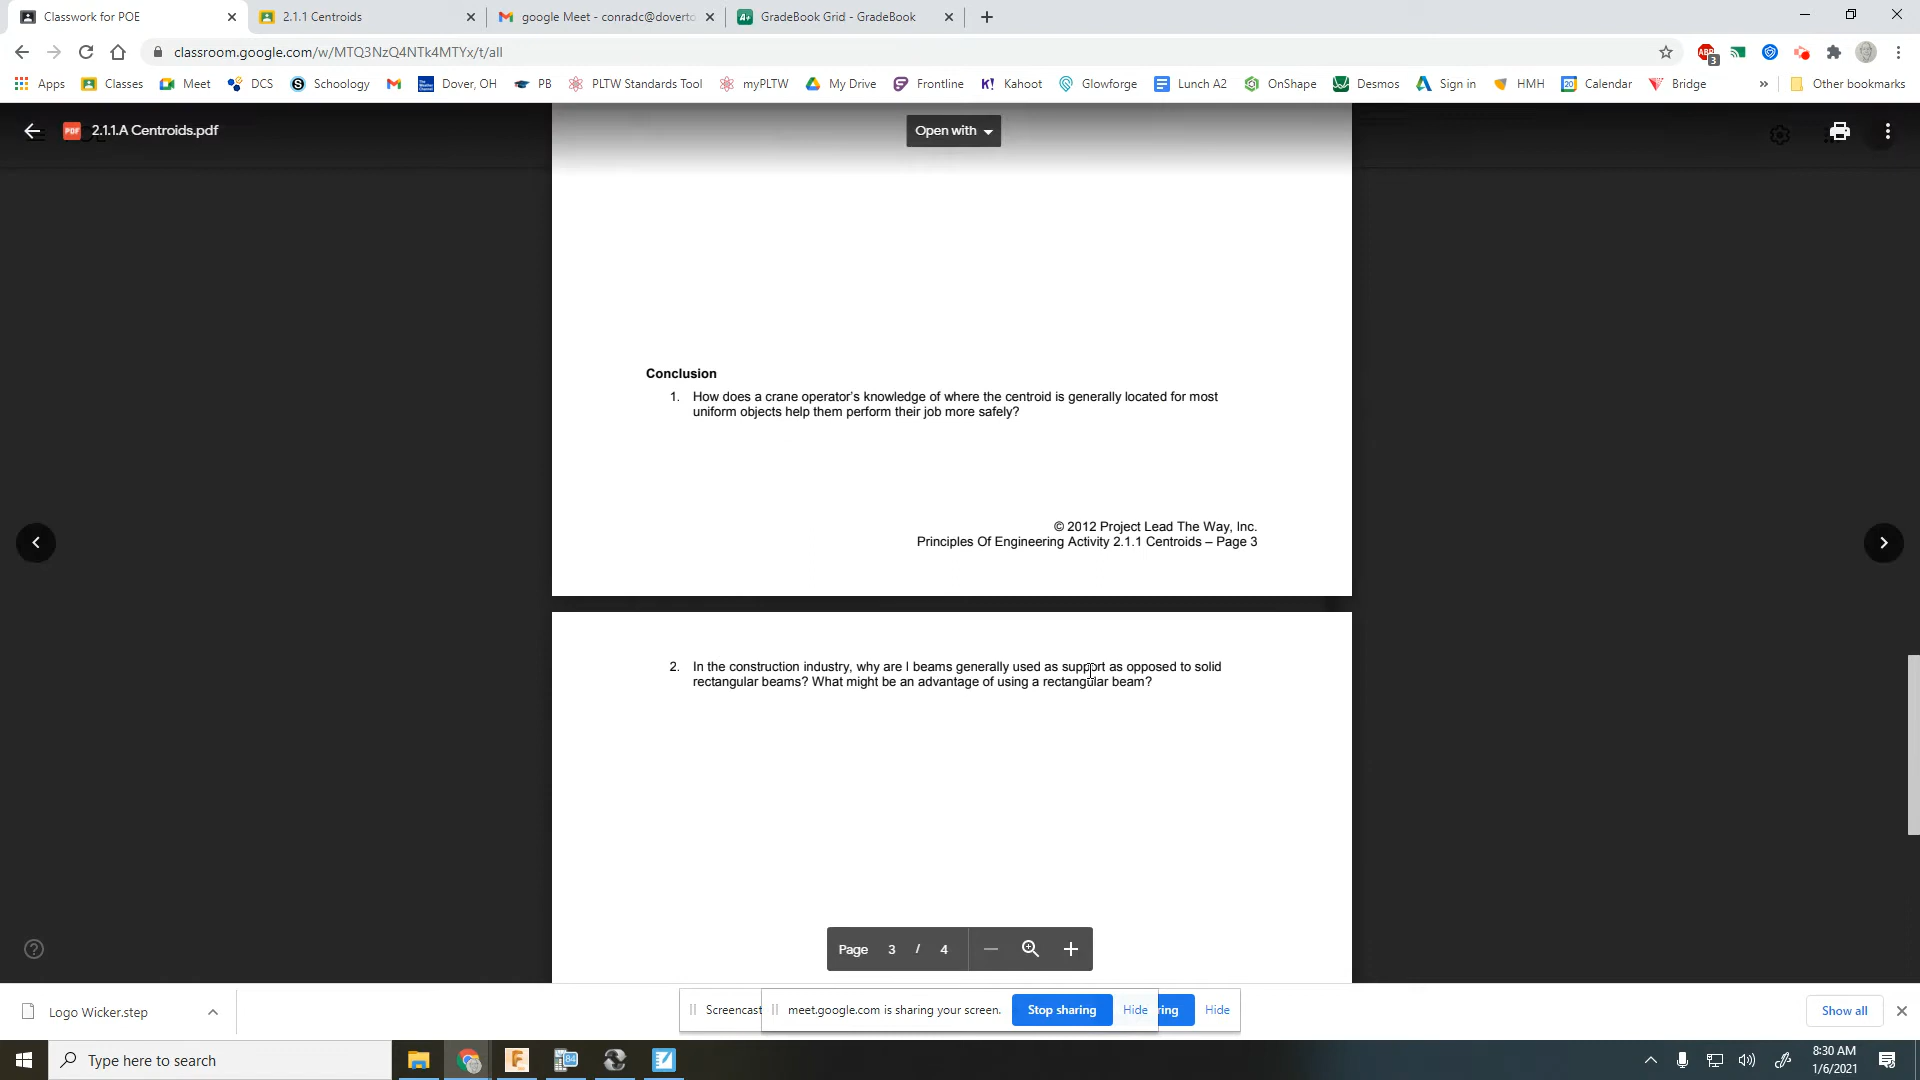 Classwork for POE
2.1.1 Centroids
google Meet - conradc@doverto
GradeBook Grid - GradeBook
classroom.google.com/w/MTQ3NzQ4NTk4MTYx/t/all
ABP
3
Apps
Classes
Meet
DCS
Schoology
Dover, OH
PB
PLTW Standards Tool
myPLTW
My Drive
Frontline
Kahoot
Glowforge
Lunch A2
OnShape
Desmos
Sign in
HMH
Calendar
Bridge
»
Other bookmarks
PDF
2.1.1.A Centroids.pdf
Open with
Conclusion
1. How does a crane operator’s knowledge of where the centroid is generally located for most
uniform objects help them perform their job more safely?
© 2012 Project Lead The Way, Inc.
Principles Of Engineering Activity 2.1.1 Centroids – Page 3
2. In the construction industry, why are I beams generally used as support as opposed to solid
rectangular beams? What might be an advantage of using a rectangular beam?
Page 3 / 4
Logo Wicker.step
Screencast
meet.google.com is sharing your screen.
Stop sharing
Hide
ring
Hide
Show all
Type here to search
84
8:30 AM
1/6/2021